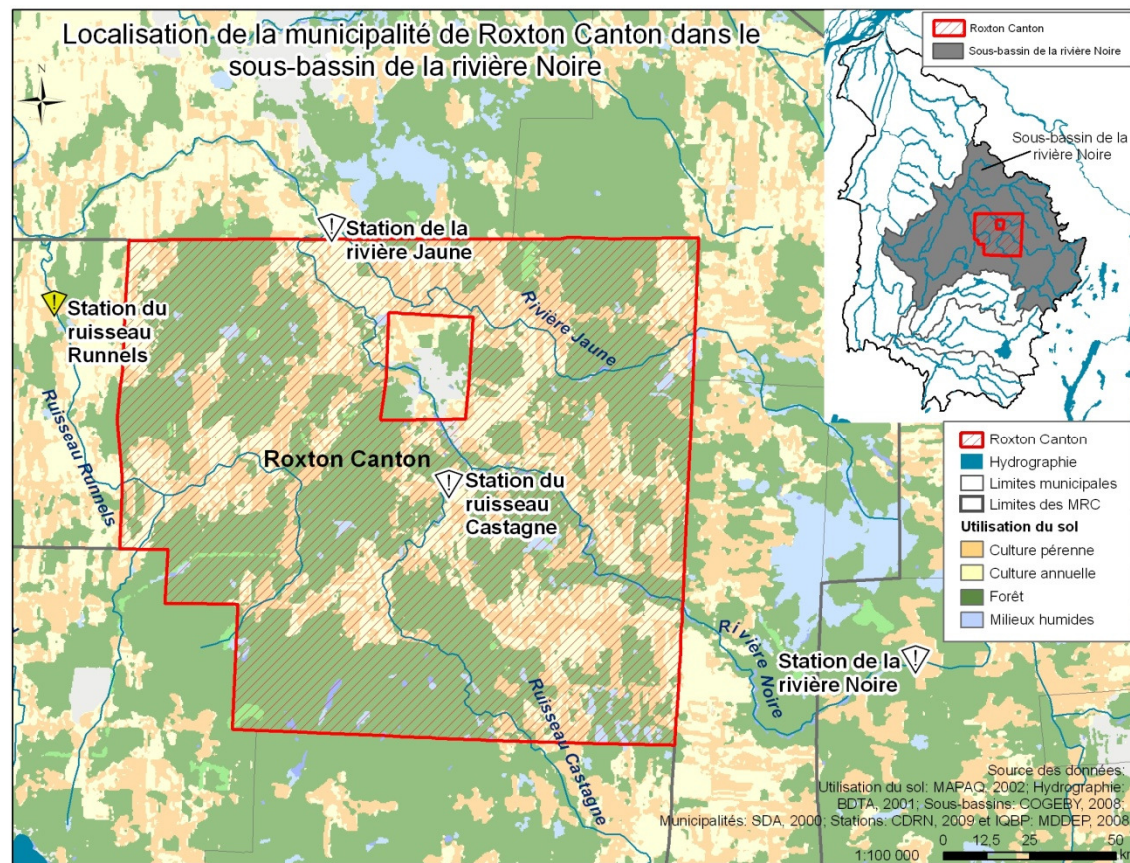 Localisation de la municipalité de Roxton Canton dans le
sous-bassin de la rivière Noire
N
Roxton Canton
Sous-bassin de la rivière Noire
Sous-bassin de la
rivière Noire
Station de la
rivière Jaune
Station du
ruisseau
Runnels
Rivière Jaune
Ruisseau Runnels
Roxton Canton
Station du
ruisseau
Castagne
Rivière Noire
Station de la
rivière Noire
Ruisseau Castagne
Roxton Canton
Hydrographie
Limites municipales
Limites des MRC
Utilisation du sol
Culture pérenne
Culture annuelle
Forêt
Milieux humides
Source des données:
Utilisation du sol: MAPAQ, 2002; Hydrographie:
BDTA, 2001; Sous-bassins: COGEBY, 2008;
Municipalités: SDA, 2000; Stations: CDRN, 2009 et IQBP: MDDEP, 2008
1:100 000
0 12,5 25 50
km
!
!
!
!